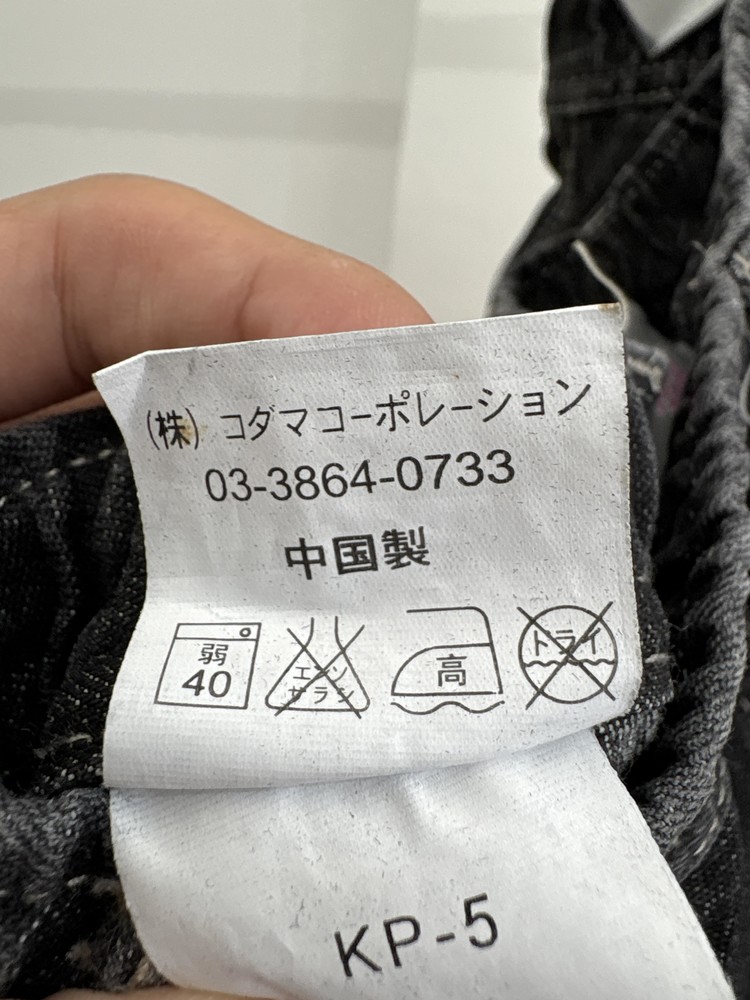 (株) コダマコーポレーション
03-3864-0733
中国製
弱
40
エンソ
サラシ
高
ドライ
KP-5